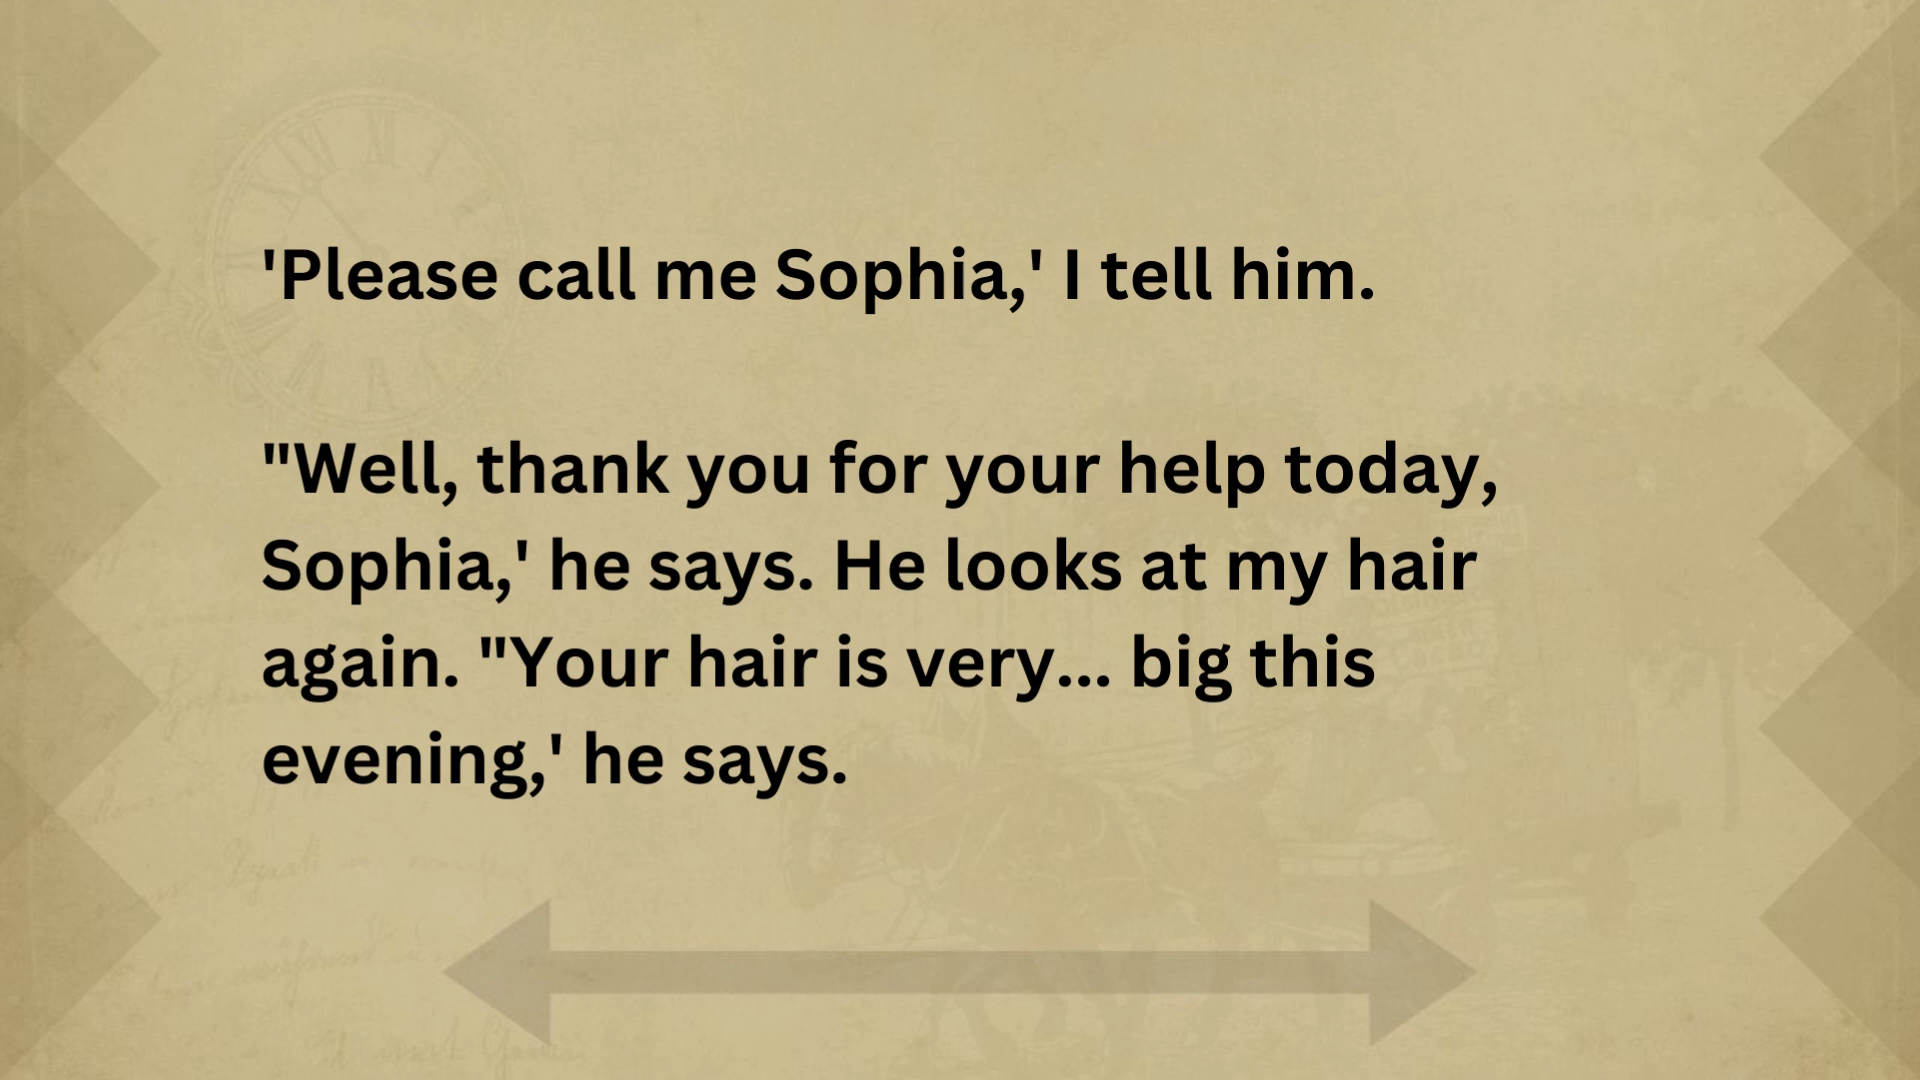 'Please call me Sophia,' I tell him.
"Well, thank you for your help today,
Sophia,' he says. He looks at my hair
again. "Your hair is very... big this
evening,' he says.